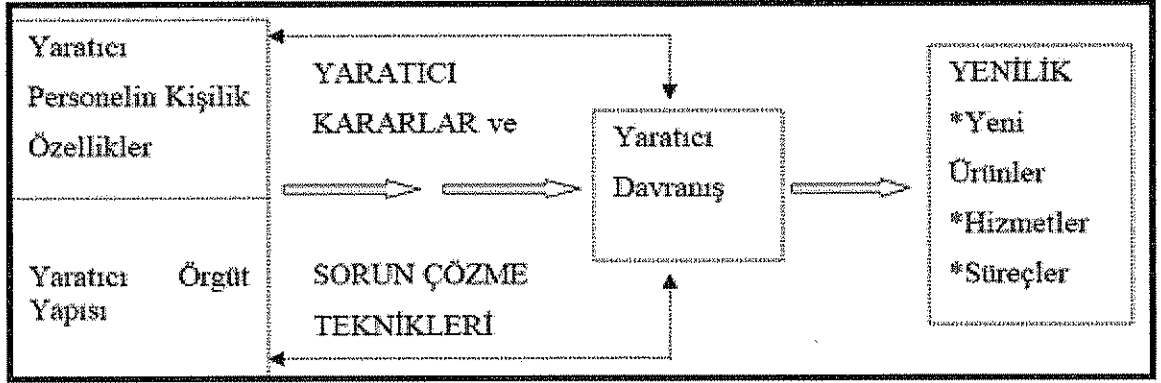 Yaratıcı
Personelin Kişilik
Özellikler
Yaratıcı Örgüt
Yapısı
YARATICI
KARARLAR ve
SORUN ÇÖZME
TEKNİKLERİ
Yaratıcı
Davranış
YENİLİK
*Yeni
Ürünler
*Hizmetler
*Süreçler